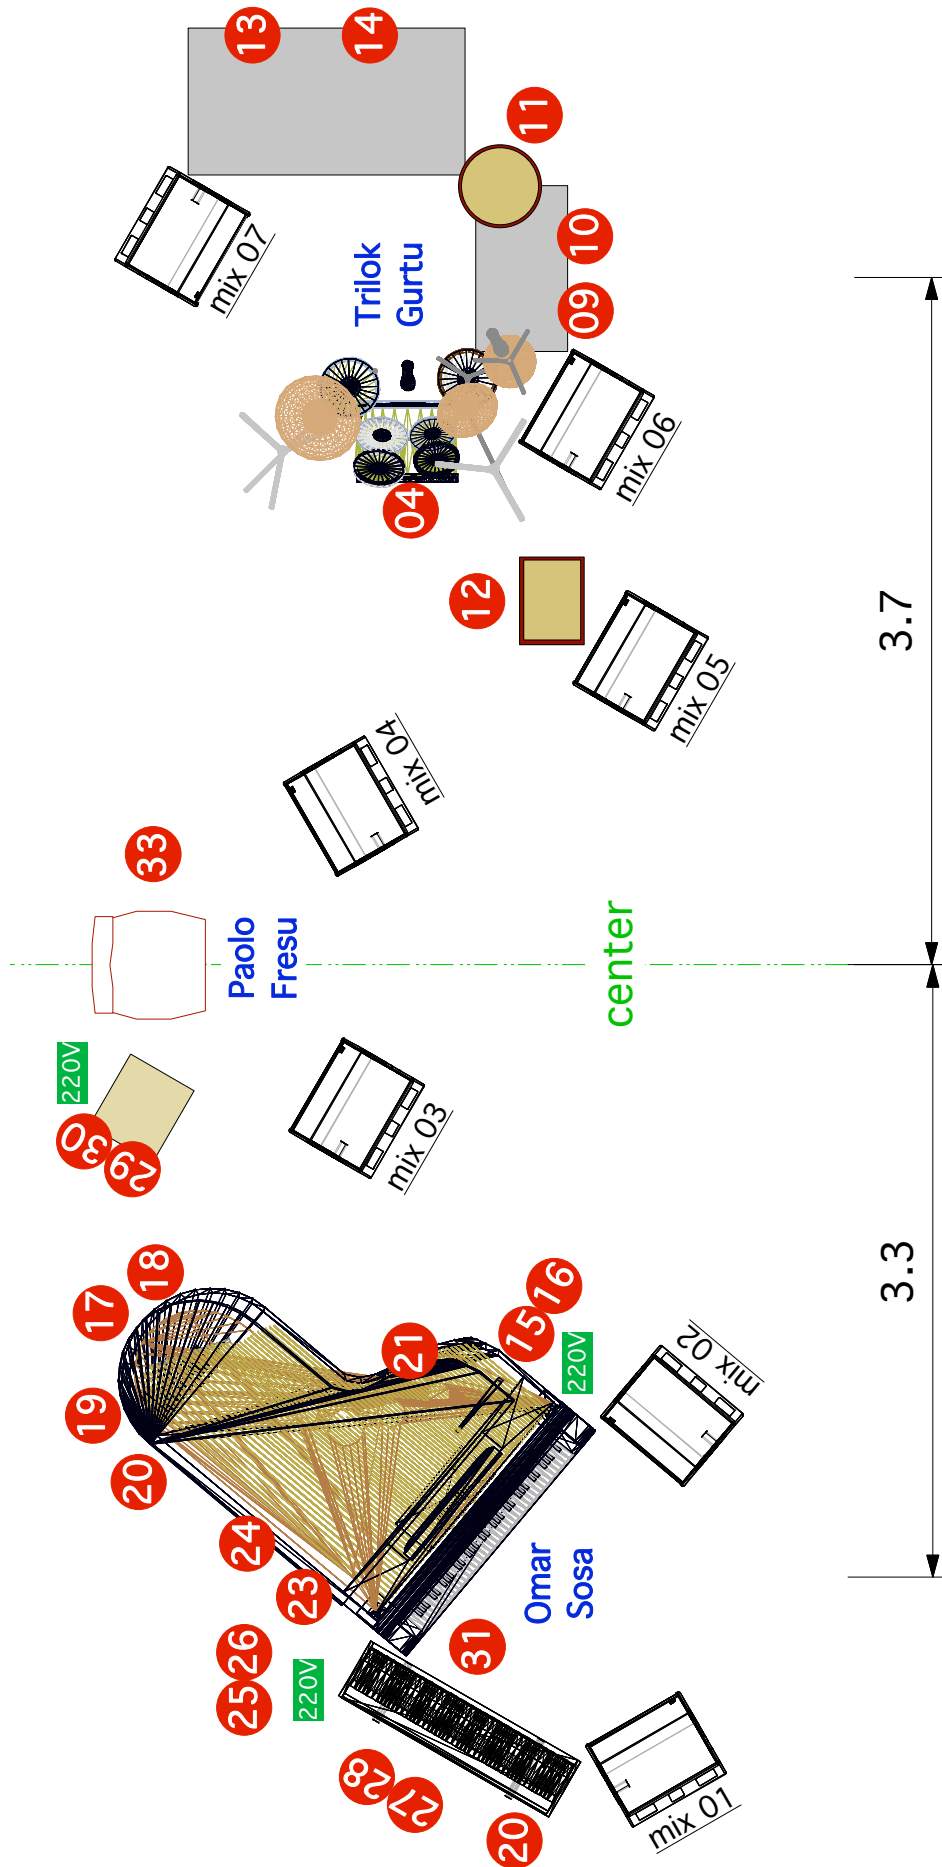 13
14
11
mix 07
Trilok
Gurtu
10
09
mix 06
04
12
mix 05
3.7
mix 04
33
Paolo
Fresu
center
220V
30
29
mix 03
3.3
18
17
19
20
21
16
15
220V
mix 02
24
23
Omar
Sosa
31
26
25
220V
28
27
20
mix 01